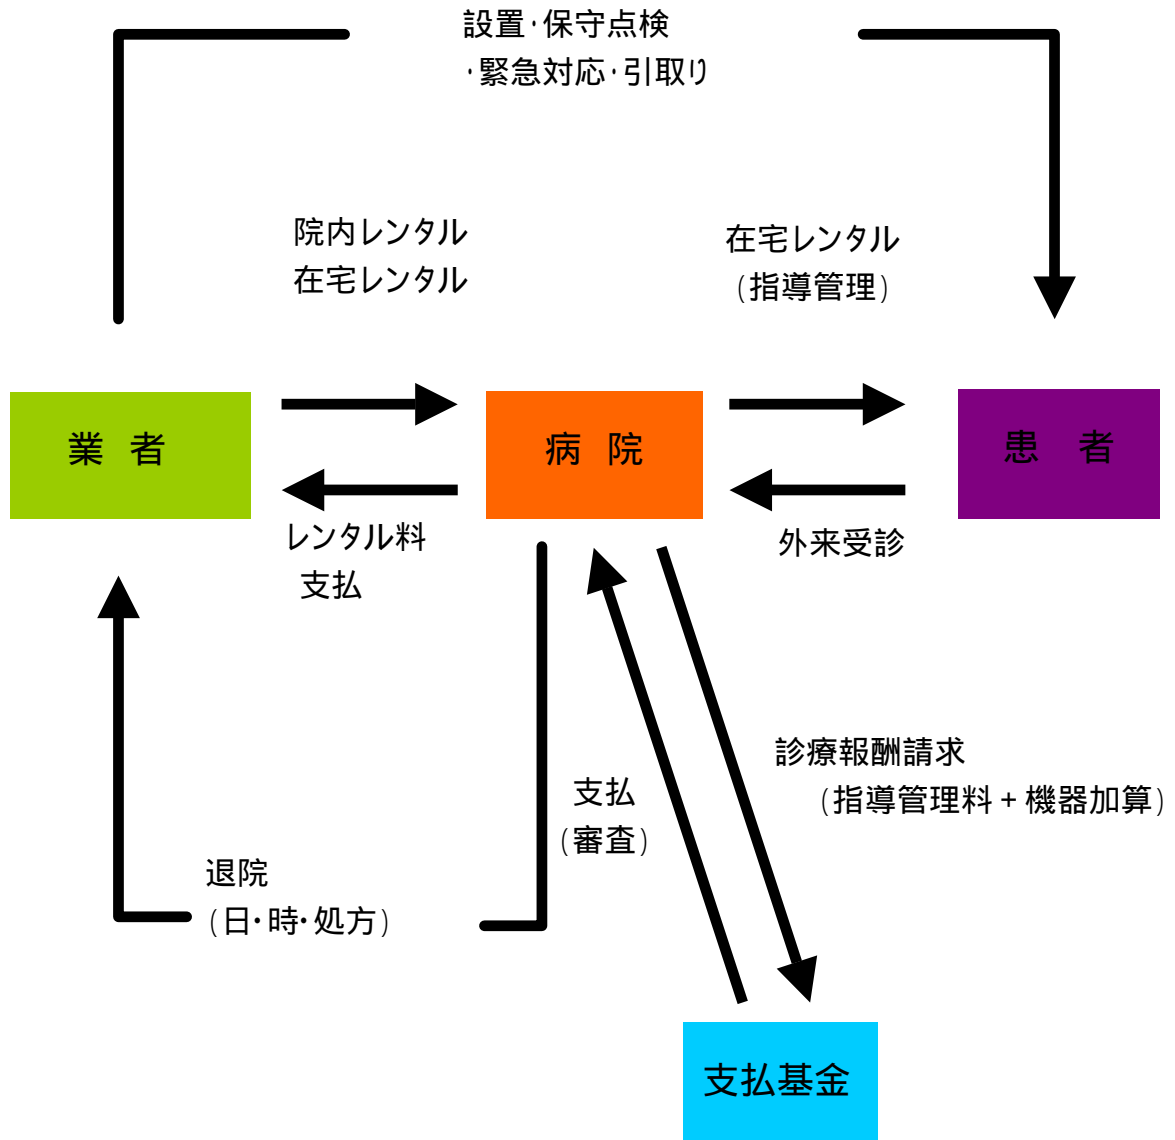 設置・保守点検
・緊急対応・引取り
院内レンタル
在宅レンタル
在宅レンタル
(指導管理)
業 者
病 院
患 者
レンタル料
支払
外来受診
診療報酬請求
(指導管理料+機器加算)
支払
(審査)
退院
(日・時・処方)
支払基金